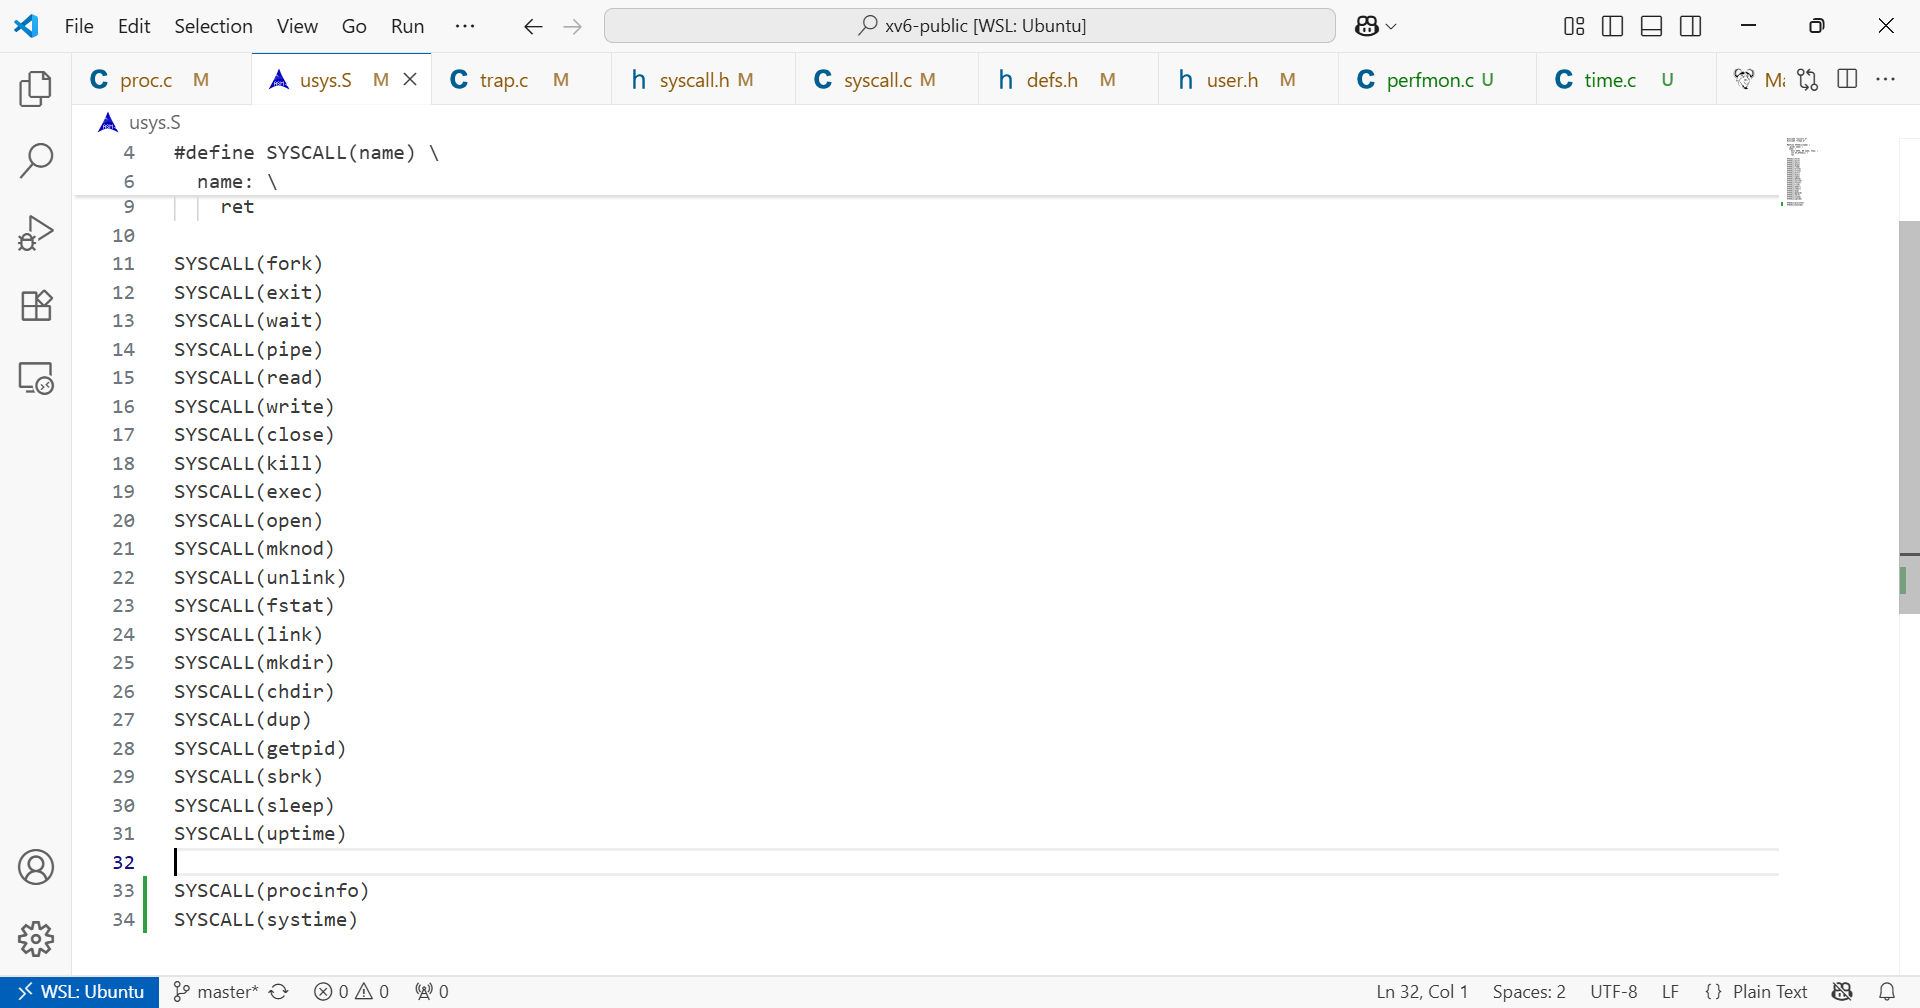 File Edit Selection View Go Run ···
xv6-public [WSL: Ubuntu]
proc.c M usys.S M trap.c M syscall.h M syscall.c M defs.h M user.h M perfmon.c U time.c U
usys.S
4 #define SYSCALL(name) \
6 name: \
9 ret
10
11 SYSCALL(fork)
12 SYSCALL(exit)
13 SYSCALL(wait)
14 SYSCALL(pipe)
15 SYSCALL(read)
16 SYSCALL(write)
17 SYSCALL(close)
18 SYSCALL(kill)
19 SYSCALL(exec)
20 SYSCALL(open)
21 SYSCALL(mknod)
22 SYSCALL(unlink)
23 SYSCALL(fstat)
24 SYSCALL(link)
25 SYSCALL(mkdir)
26 SYSCALL(chdir)
27 SYSCALL(dup)
28 SYSCALL(getpid)
29 SYSCALL(sbrk)
30 SYSCALL(sleep)
31 SYSCALL(uptime)
32
33 SYSCALL(procinfo)
34 SYSCALL(systime)
WSL: Ubuntu master* 0 0 0 Ln 32, Col 1 Spaces: 2 UTF-8 LF {} Plain Text